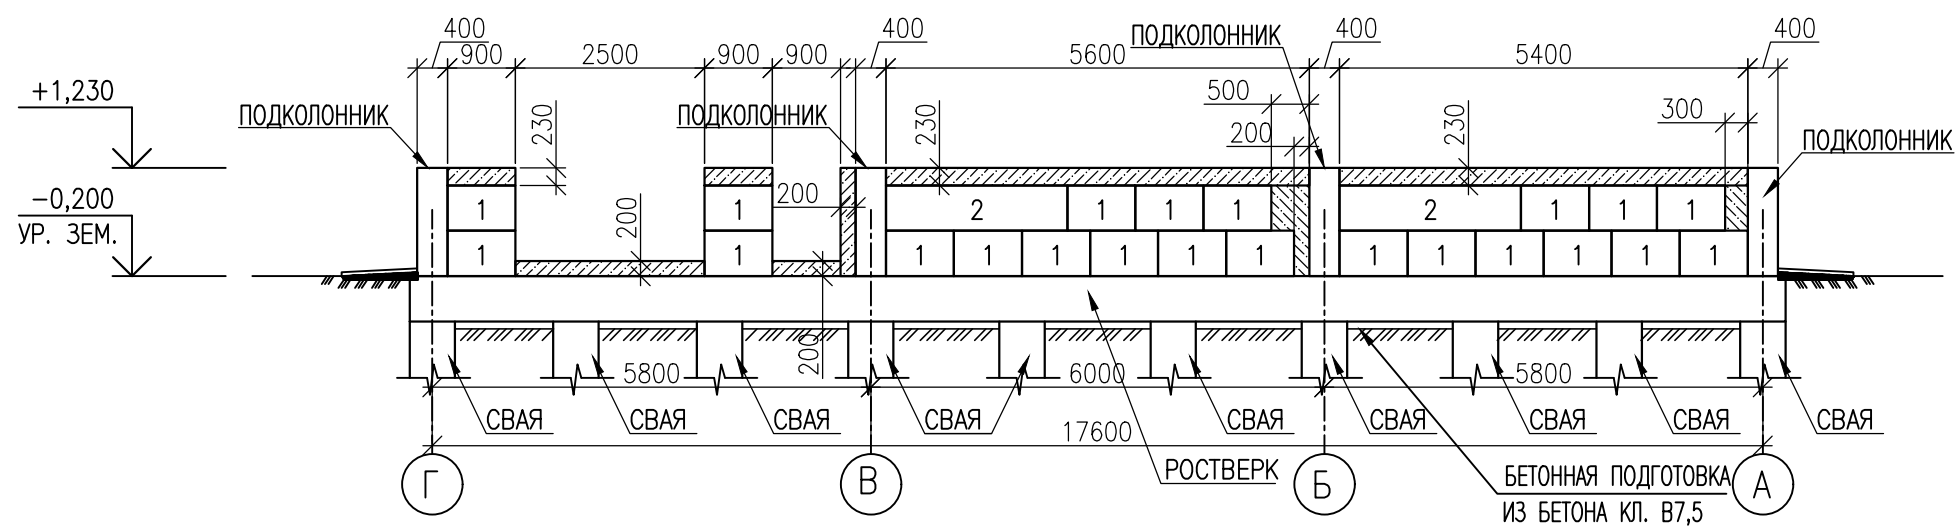 400 400 ПОДКОЛОННИК 400 400
900 2500 900 900 5600 5400
+1,230 500 300
ПОДКОЛОННИК 230 ПОДКОЛОННИК 230 200 230 ПОДКОЛОННИК
-0,200 1 200 1 200 2 1 1 1 2 1 1 1
УР. ЗЕМ. 1 1 1 1 1 1 1 1 1 1 1 1 1 1
200
5800 6000 5800
СВАЯ СВАЯ СВАЯ СВАЯ СВАЯ СВАЯ СВАЯ СВАЯ СВАЯ
17600
Г В РОСТВЕРК Б БЕТОННАЯ ПОДГОТОВКА А
ИЗ БЕТОНА КЛ. В7,5